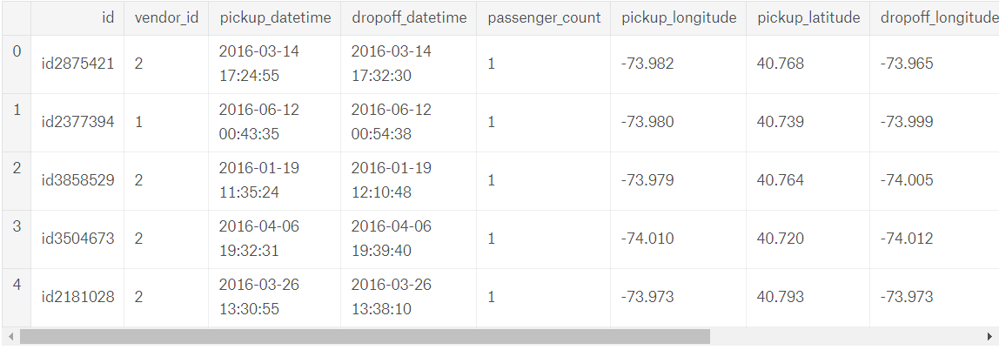 id vendor_id pickup_datetime dropoff_datetime passenger_count pickup_longitude pickup_latitude dropoff_longitude
0 id2875421 2 2016-03-14 17:24:55 2016-03-14 17:32:30 1 -73.982 40.768 -73.965
1 id2377394 1 2016-06-12 00:43:35 2016-06-12 00:54:38 1 -73.980 40.739 -73.999
2 id3858529 2 2016-01-19 11:35:24 2016-01-19 12:10:48 1 -73.979 40.764 -74.005
3 id3504673 2 2016-04-06 19:32:31 2016-04-06 19:39:40 1 -74.010 40.720 -74.012
4 id2181028 2 2016-03-26 13:30:55 2016-03-26 13:38:10 1 -73.973 40.793 -73.973